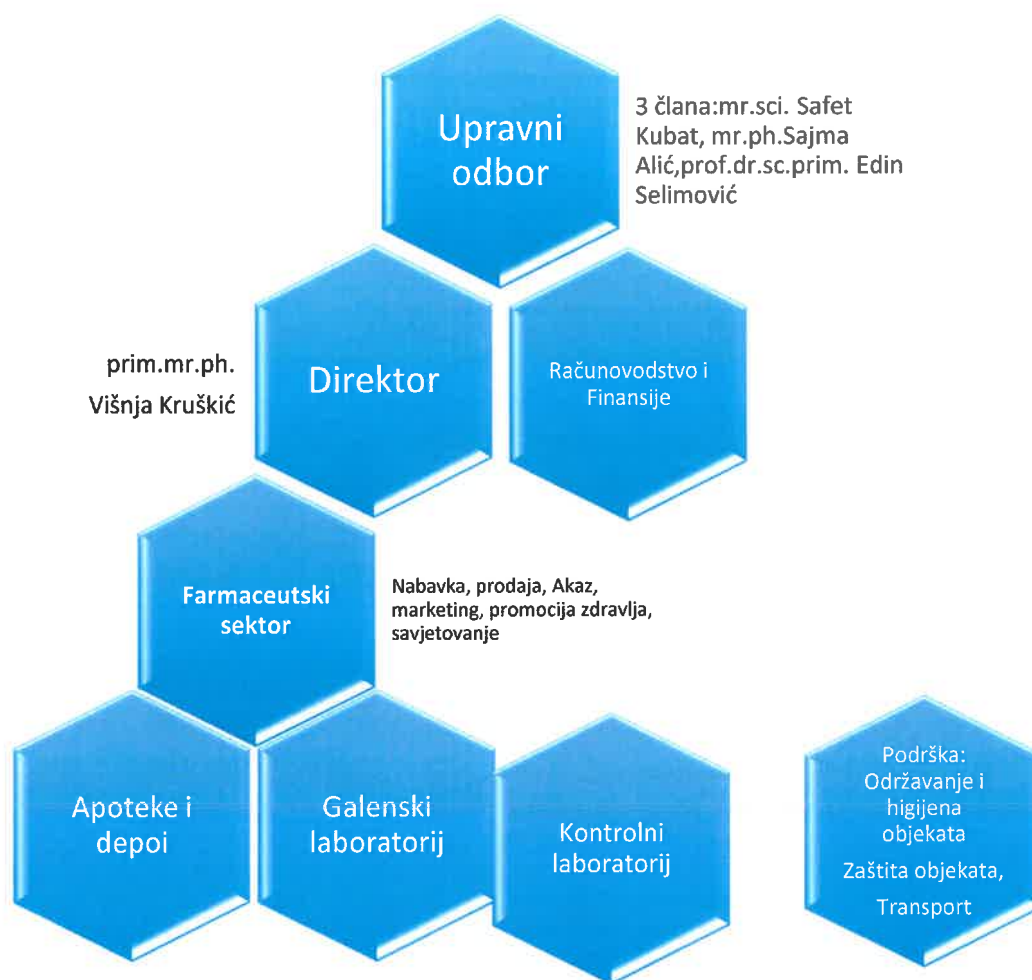 Upravni
odbor
3 člana:mr.sci. Safet
Kubat, mr.ph.Sajma
Alić,prof.dr.sc.prim. Edin
Selimović
prim.mr.ph.
Višnja Kruškić
Direktor
Računovodstvo i
Finansije
Farmaceutski
sektor
Nabavka, prodaja, Akaz,
marketing, promocija zdravlja,
savjetovanje
Apoteke i
depoi
Galenski
laboratorij
Kontrolni
laboratorij
Podrška:
Održavanje i
higijena
objekata
Zaštita objekata,
Transport